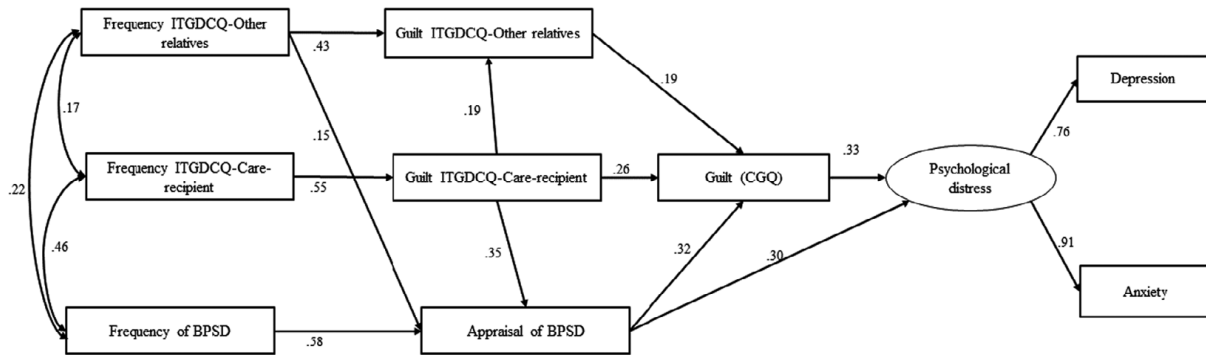 Frequency ITGDCQ-Other
relatives
Guilt ITGDCQ-Other relatives
Depression
.43
.19
.76
.17
.19
.15
Frequency ITGDCQ-Care-
recipient
Guilt ITGDCQ-Care-recipient
Guilt (CGQ)
Psychological
distress
.33
.22
.55
.26
.46
.35
.32
.30
.91
Frequency of BPSD
Appraisal of BPSD
Anxiety
.58